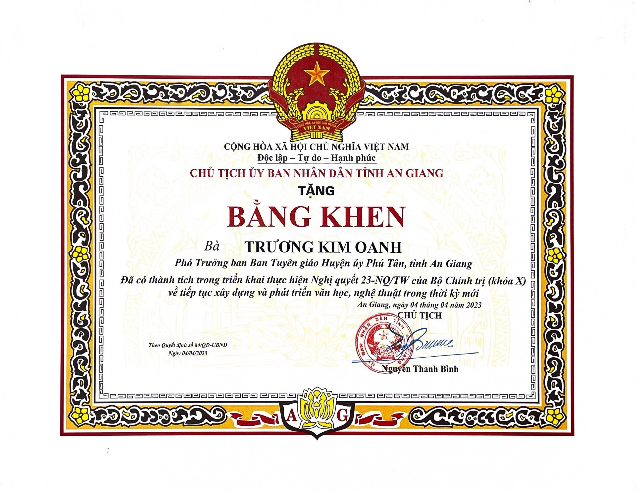 CỘNG HÒA XÃ HỘI CHỦ NGHĨA VIỆT NAM
Độc lập – Tự do – Hạnh phúc
CHỦ TỊCH ỦY BAN NHÂN DÂN TỈNH AN GIANG
TẶNG
BẰNG KHEN
Bà TRƯƠNG KIM OANH
Phó Trưởng ban Ban Tuyên giáo Huyện ủy Phú Tân, tỉnh An Giang
Đã có thành tích trong triển khai thực hiện Nghị quyết 23-NQ/TW của Bộ Chính trị (khóa X)
về tiếp tục xây dựng và phát triển văn học, nghệ thuật trong thời kỳ mới
An Giang, ngày 04 tháng 04 năm 2023
CHỦ TỊCH
Theo Quyết định số
Nguyễn Thanh Bình
A G